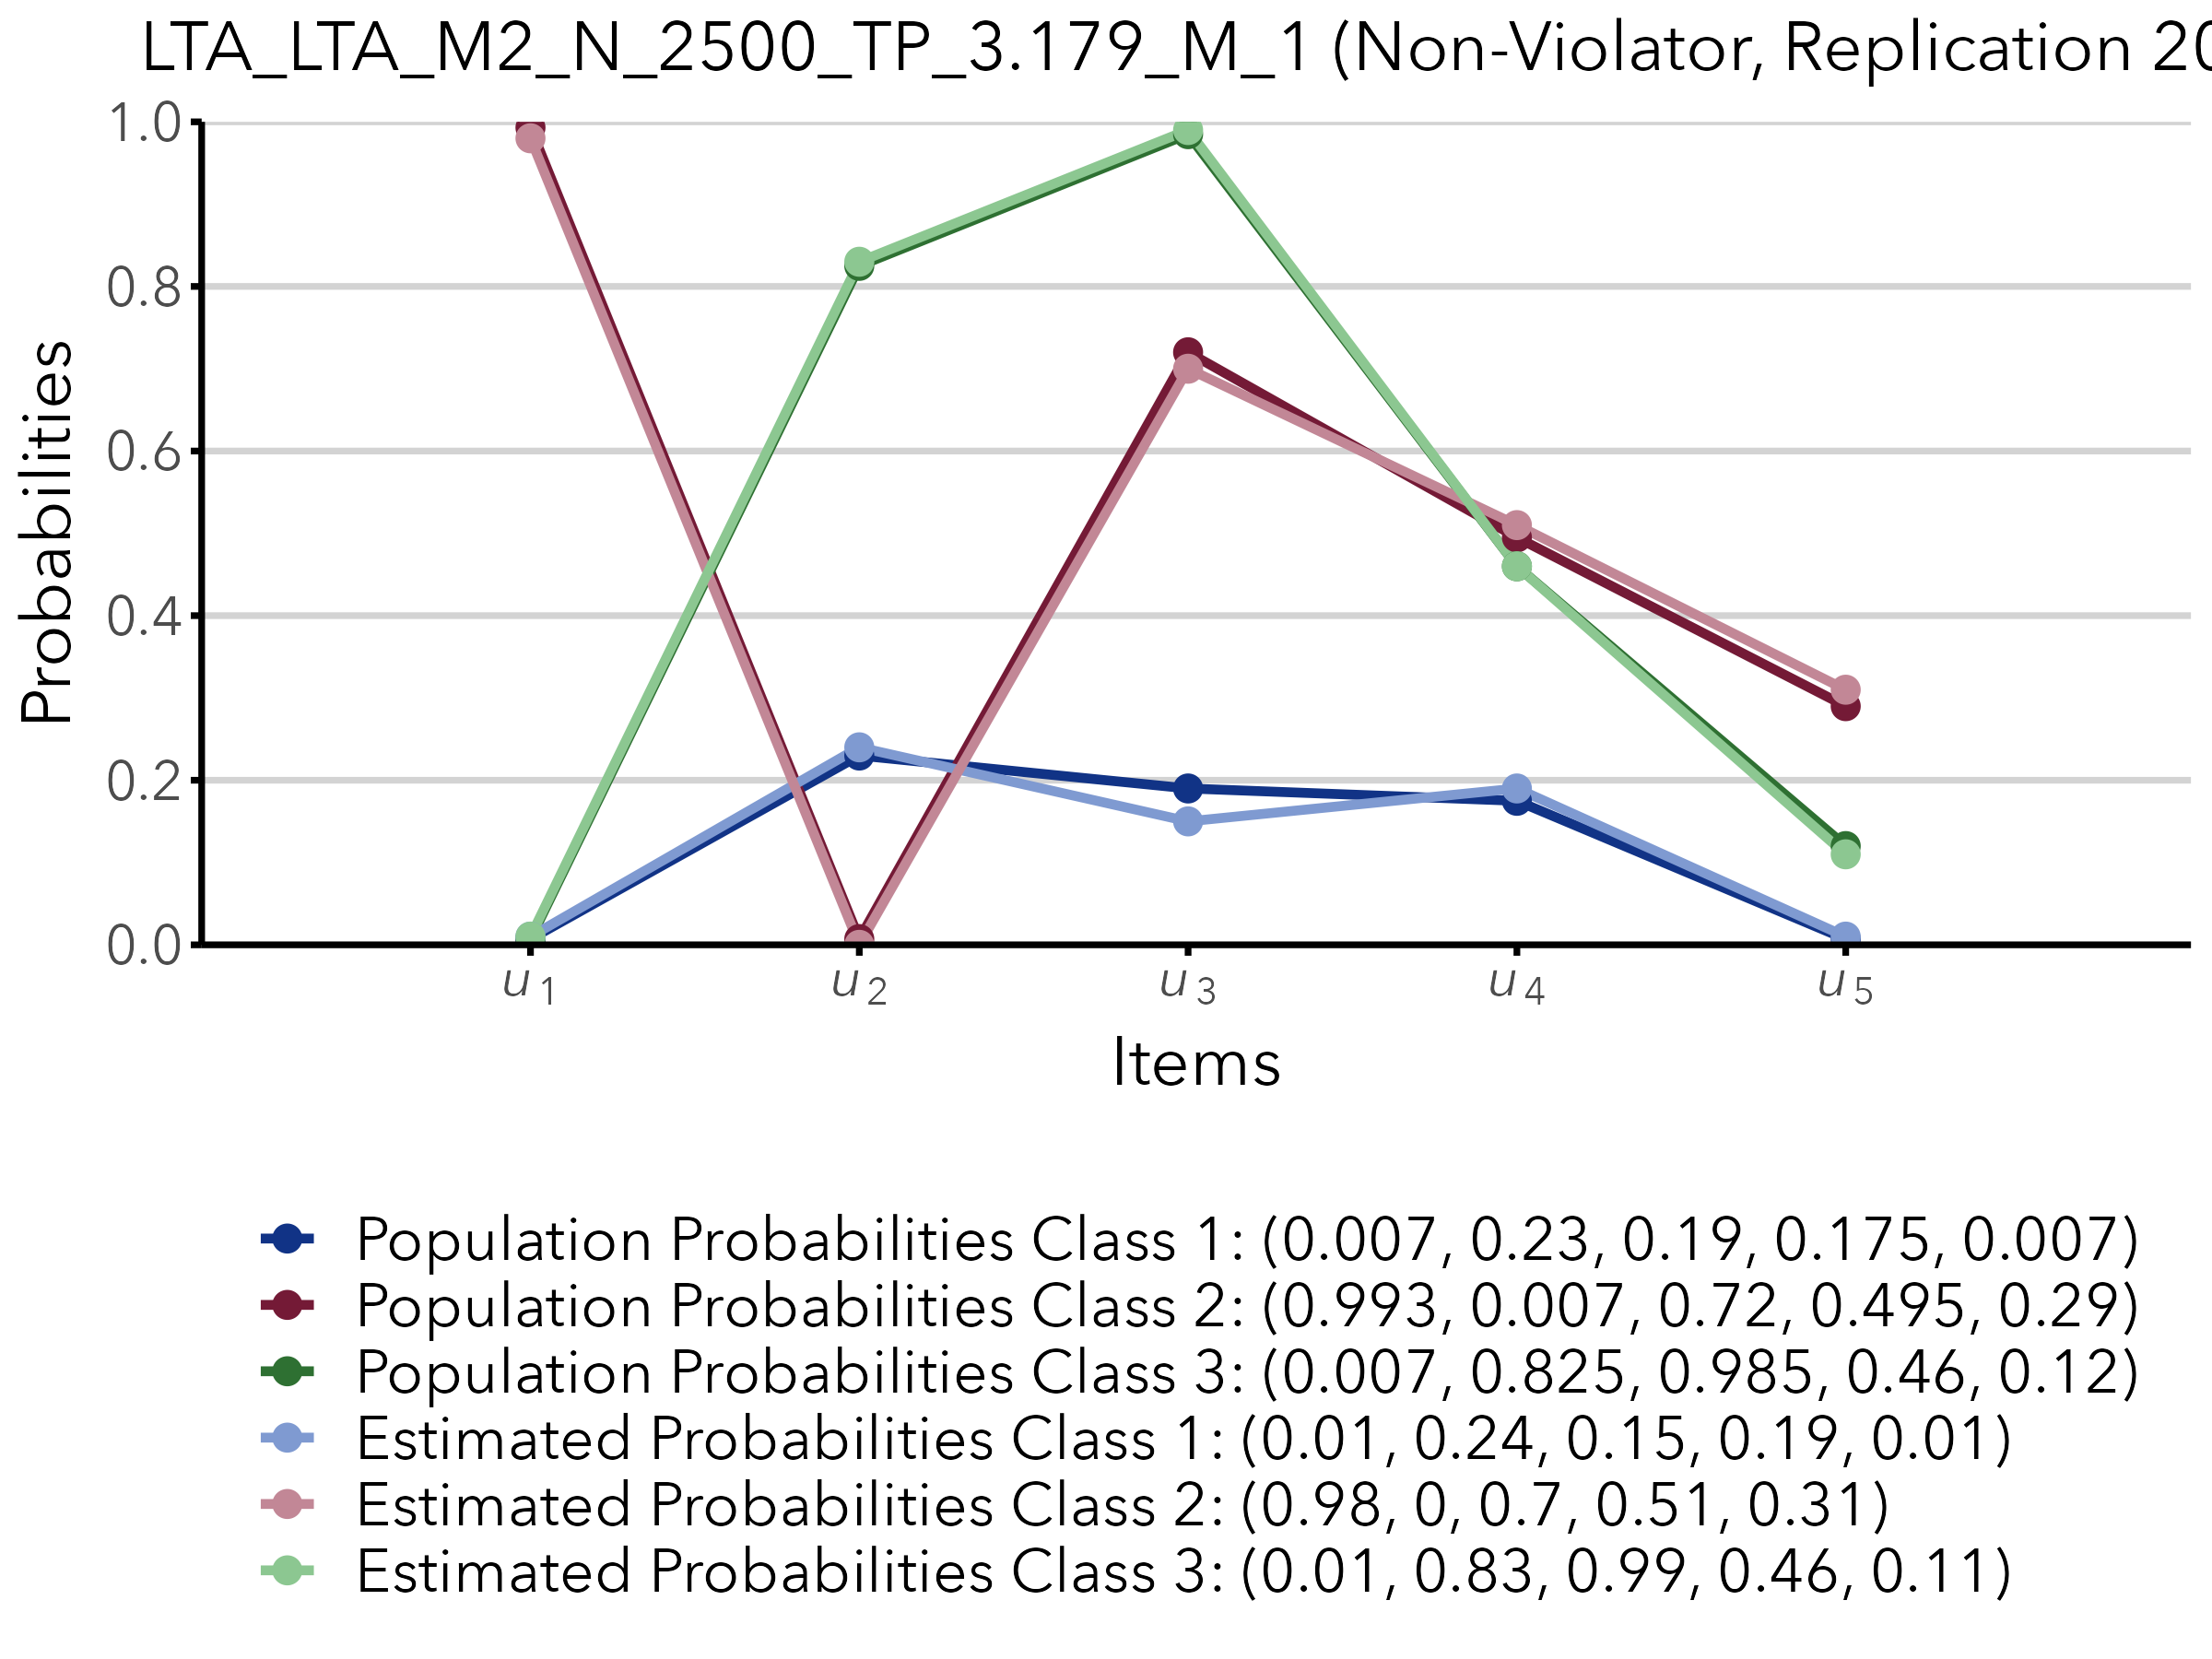 LTA_LTA_M2_N_2500_TP_3.179_M_1 (Non-Violator, Replication 20
1.0
0.8
0.6
0.4
0.2
0.0
Probabilities
u1
u2
u3
u4
u5
Items
Population Probabilities Class 1: (0.007, 0.23, 0.19, 0.175, 0.007)
Population Probabilities Class 2: (0.993, 0.007, 0.72, 0.495, 0.29)
Population Probabilities Class 3: (0.007, 0.825, 0.985, 0.46, 0.12)
Estimated Probabilities Class 1: (0.01, 0.24, 0.15, 0.19, 0.01)
Estimated Probabilities Class 2: (0.98, 0, 0.7, 0.51, 0.31)
Estimated Probabilities Class 3: (0.01, 0.83, 0.99, 0.46, 0.11)